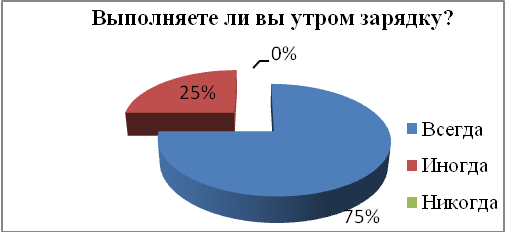 Выполняете ли вы утром зарядку?
0%
25%
Всегда
Иногда
Никогда
75%